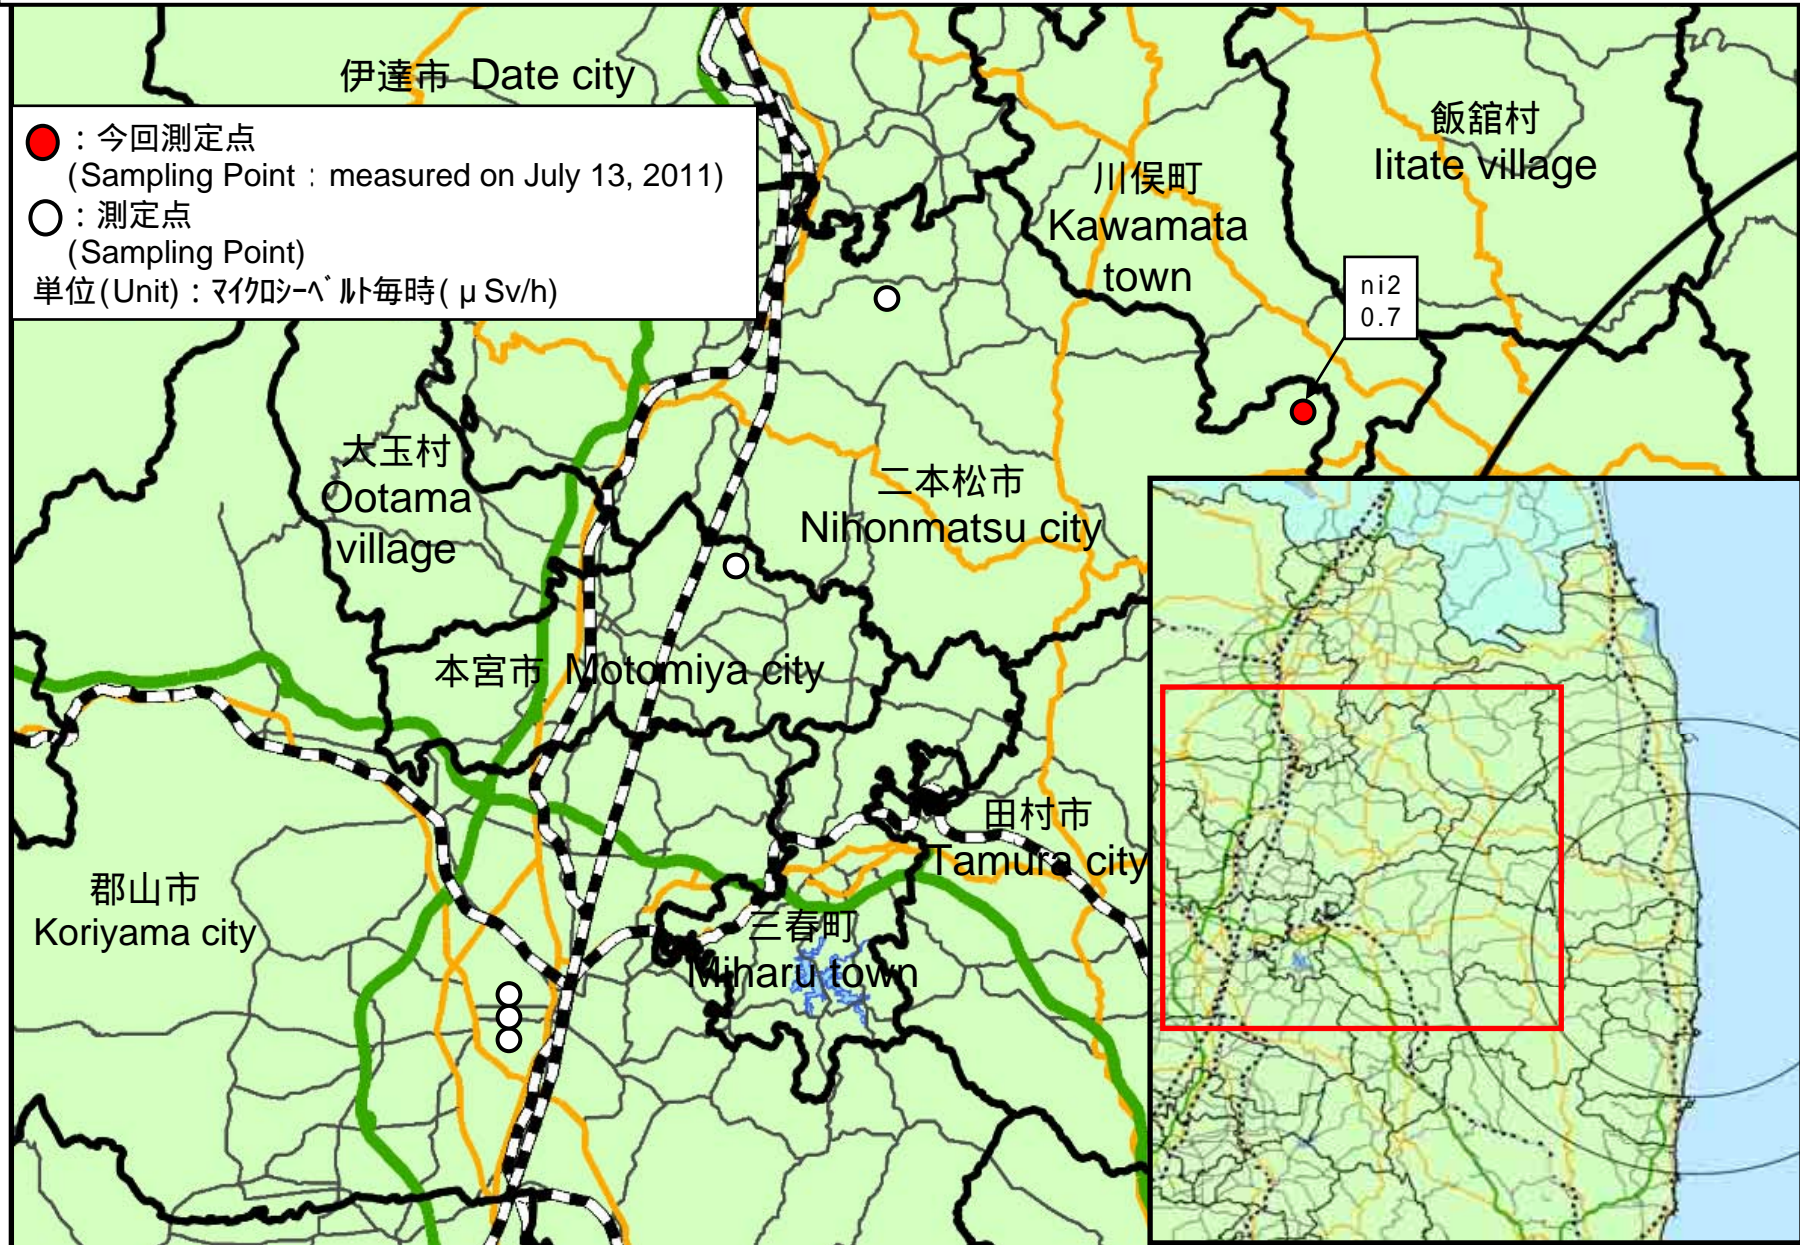 伊達市 Date city
●：今回測定点
(Sampling Point：measured on July 13, 2011)
○：測定点
(Sampling Point)
単位(Unit)：ﾏｲｸﾛｼｰﾍﾞﾙﾄ毎時(μSv/h)
飯舘村
Iitate village
川俣町
Kawamata
town
ni2
0.7
大玉村
Ootama
village
二本松市
Nihonmatsu city
本宮市 Motomiya city
田村市
Tamura city
郡山市
Koriyama city
三春町
Miharu town